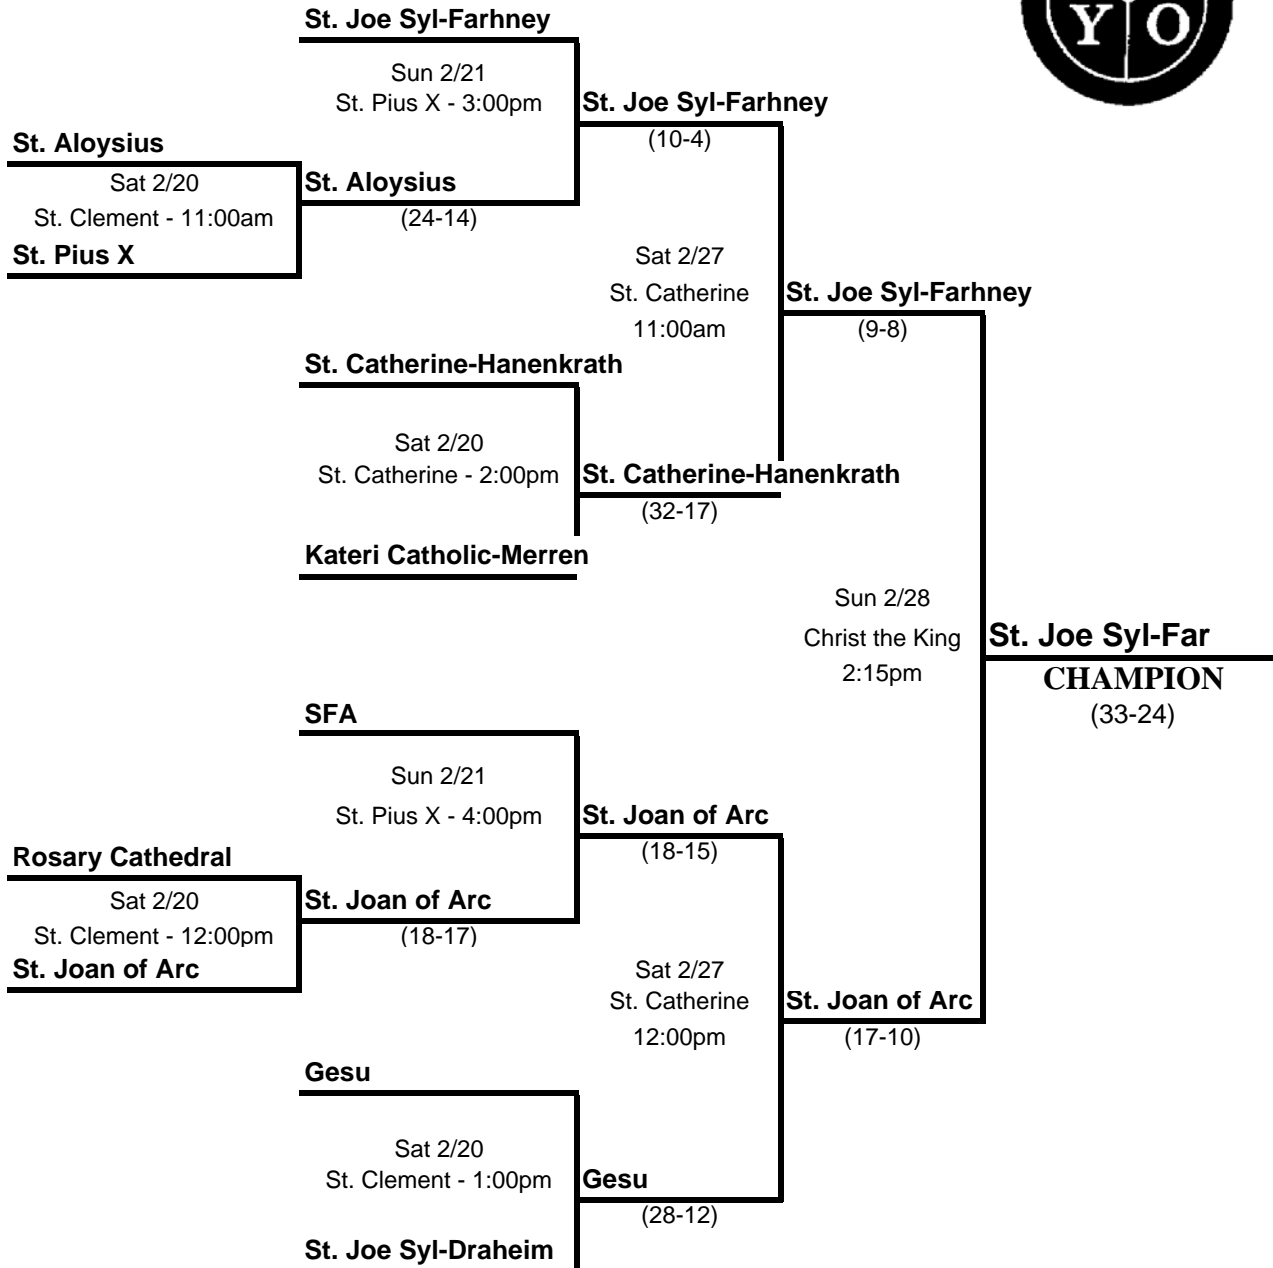 St. Joe Syl-Farhney
Y O
Sun 2/21
St. Pius X - 3:00pm
St. Joe Syl-Farhney
(10-4)
St. Aloysius
Sat 2/20
St. Clement - 11:00am
St. Pius X
St. Aloysius
(24-14)
Sat 2/27
St. Catherine
11:00am
St. Joe Syl-Farhney
(9-8)
St. Catherine-Hanenkrath
Sat 2/20
St. Catherine - 2:00pm
St. Catherine-Hanenkrath
(32-17)
Kateri Catholic-Merren
Sun 2/28
Christ the King
2:15pm
St. Joe Syl-Far
CHAMPION
(33-24)
SFA
Sun 2/21
St. Pius X - 4:00pm
St. Joan of Arc
(18-15)
Rosary Cathedral
Sat 2/20
St. Clement - 12:00pm
St. Joan of Arc
St. Joan of Arc
(18-17)
Sat 2/27
St. Catherine
12:00pm
St. Joan of Arc
(17-10)
Gesu
Sat 2/20
St. Clement - 1:00pm
Gesu
(28-12)
St. Joe Syl-Draheim